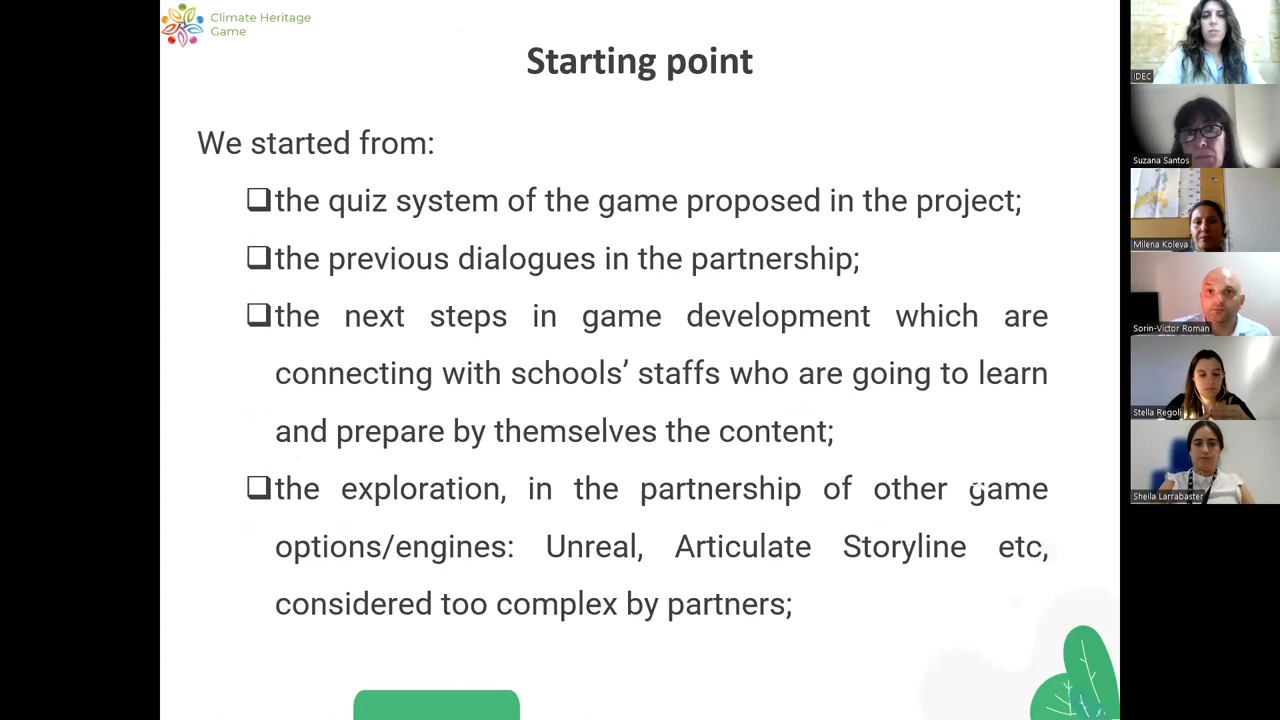 Climate Heritage
Game
Starting point
We started from:
❑the quiz system of the game proposed in the project;
❑the previous dialogues in the partnership;
❑the next steps in game development which are
connecting with schools’ staffs who are going to learn
and prepare by themselves the content;
❑the exploration, in the partnership of other game
options/engines: Unreal, Articulate Storyline etc,
considered too complex by partners;
IDEC
Suzana Santos
Milena Koleva
Sorin-Victor Roman
Stella Regoli
Sheila Larrabaster